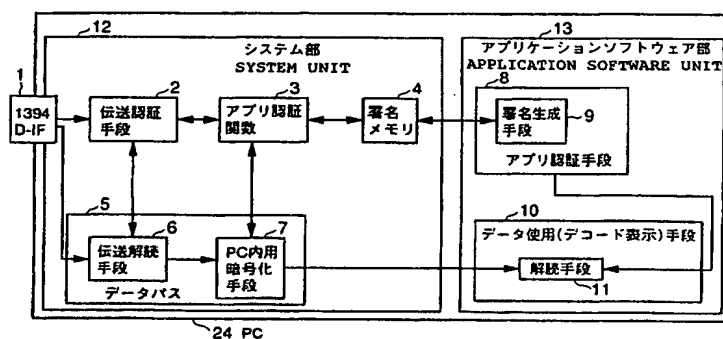 12
システム部
SYSTEM UNIT
13
アプリケーションソフトウェア部
APPLICATION SOFTWARE UNIT
1
1394
D-IF
2
伝送認証
手段
3
アプリ認証
関数
4
署名
メモリ
8
署名生成
手段
9
アプリ認証手段
5
6
伝送解読
手段
7
PC内用
暗号化
手段
データパス
10
データ使用(デコード表示)手段
解読手段
11
24 PC